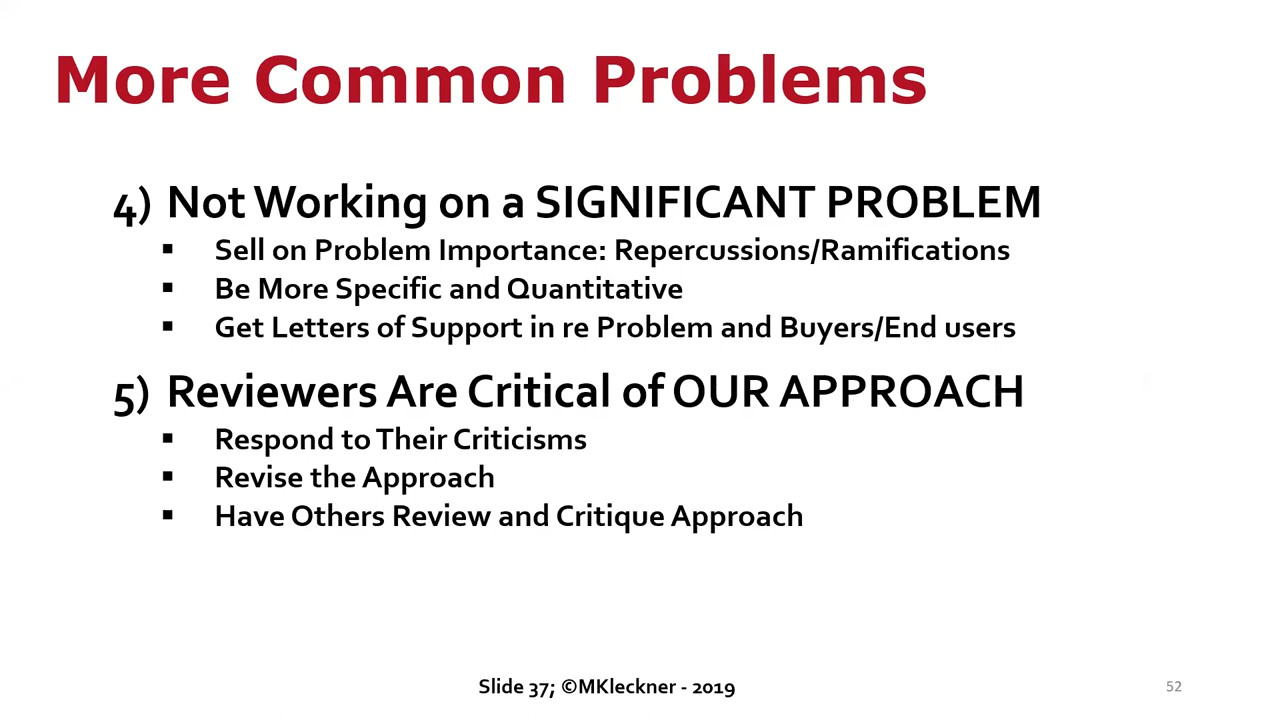 More Common Problems
4) Not Working on a SIGNIFICANT PROBLEM
▪ Sell on Problem Importance: Repercussions/Ramifications
▪ Be More Specific and Quantitative
▪ Get Letters of Support in re Problem and Buyers/End users
5) Reviewers Are Critical of OUR APPROACH
▪ Respond to Their Criticisms
▪ Revise the Approach
▪ Have Others Review and Critique Approach
Slide 37; ©MKleckner - 2019
52